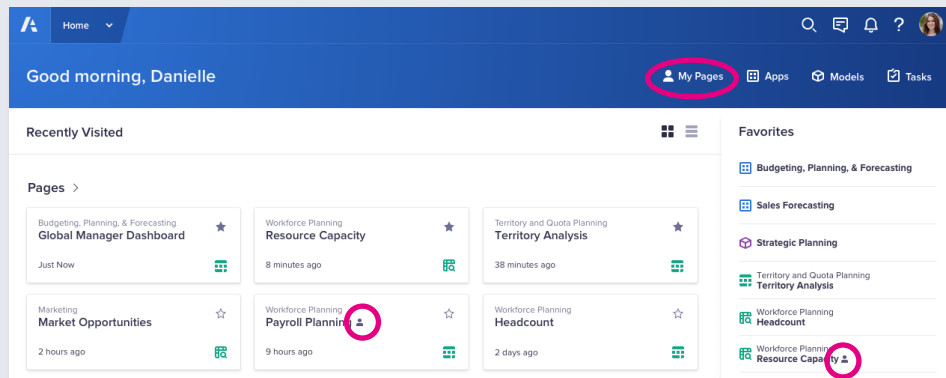 Home
Good morning, Danielle
My Pages
Apps
Models
Tasks
Recently Visited
Pages
Budgeting, Planning, & Forecasting
Global Manager Dashboard
Just Now
Workforce Planning
Resource Capacity
8 minutes ago
Territory and Quota Planning
Territory Analysis
38 minutes ago
Marketing
Market Opportunities
2 hours ago
Workforce Planning
Payroll Planning
9 hours ago
Workforce Planning
Headcount
2 days ago
Favorites
Budgeting, Planning, & Forecasting
Sales Forecasting
Strategic Planning
Territory and Quota Planning
Territory Analysis
Workforce Planning
Headcount
Workforce Planning
Resource Capacity